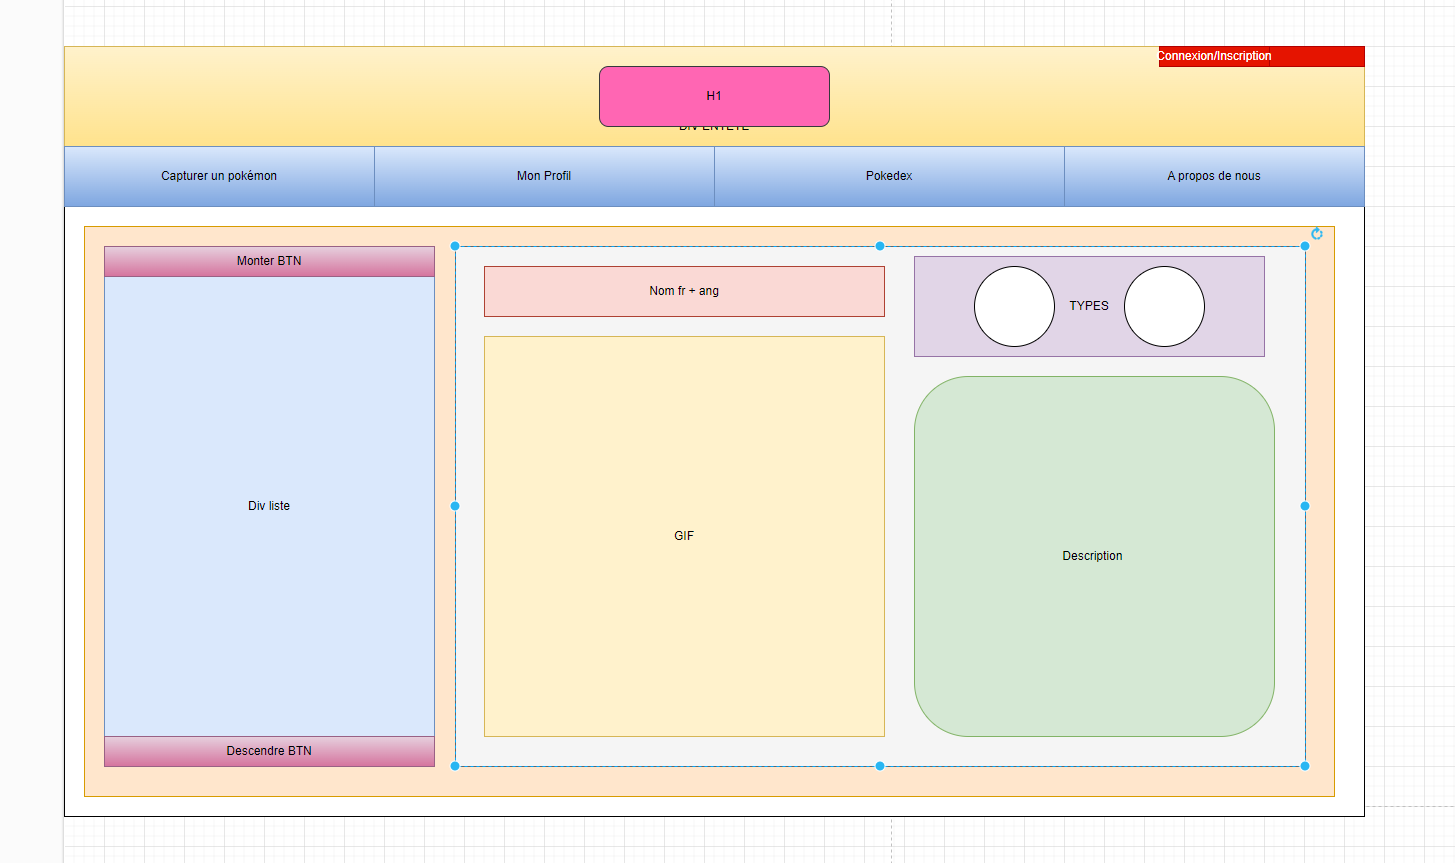 Connexion/Inscription
H1
DIV ENTETE
Capturer un pokémon
Mon Profil
Pokedex
A propos de nous
Monter BTN
Nom fr + ang
TYPES
Div liste
GIF
Description
Descendre BTN